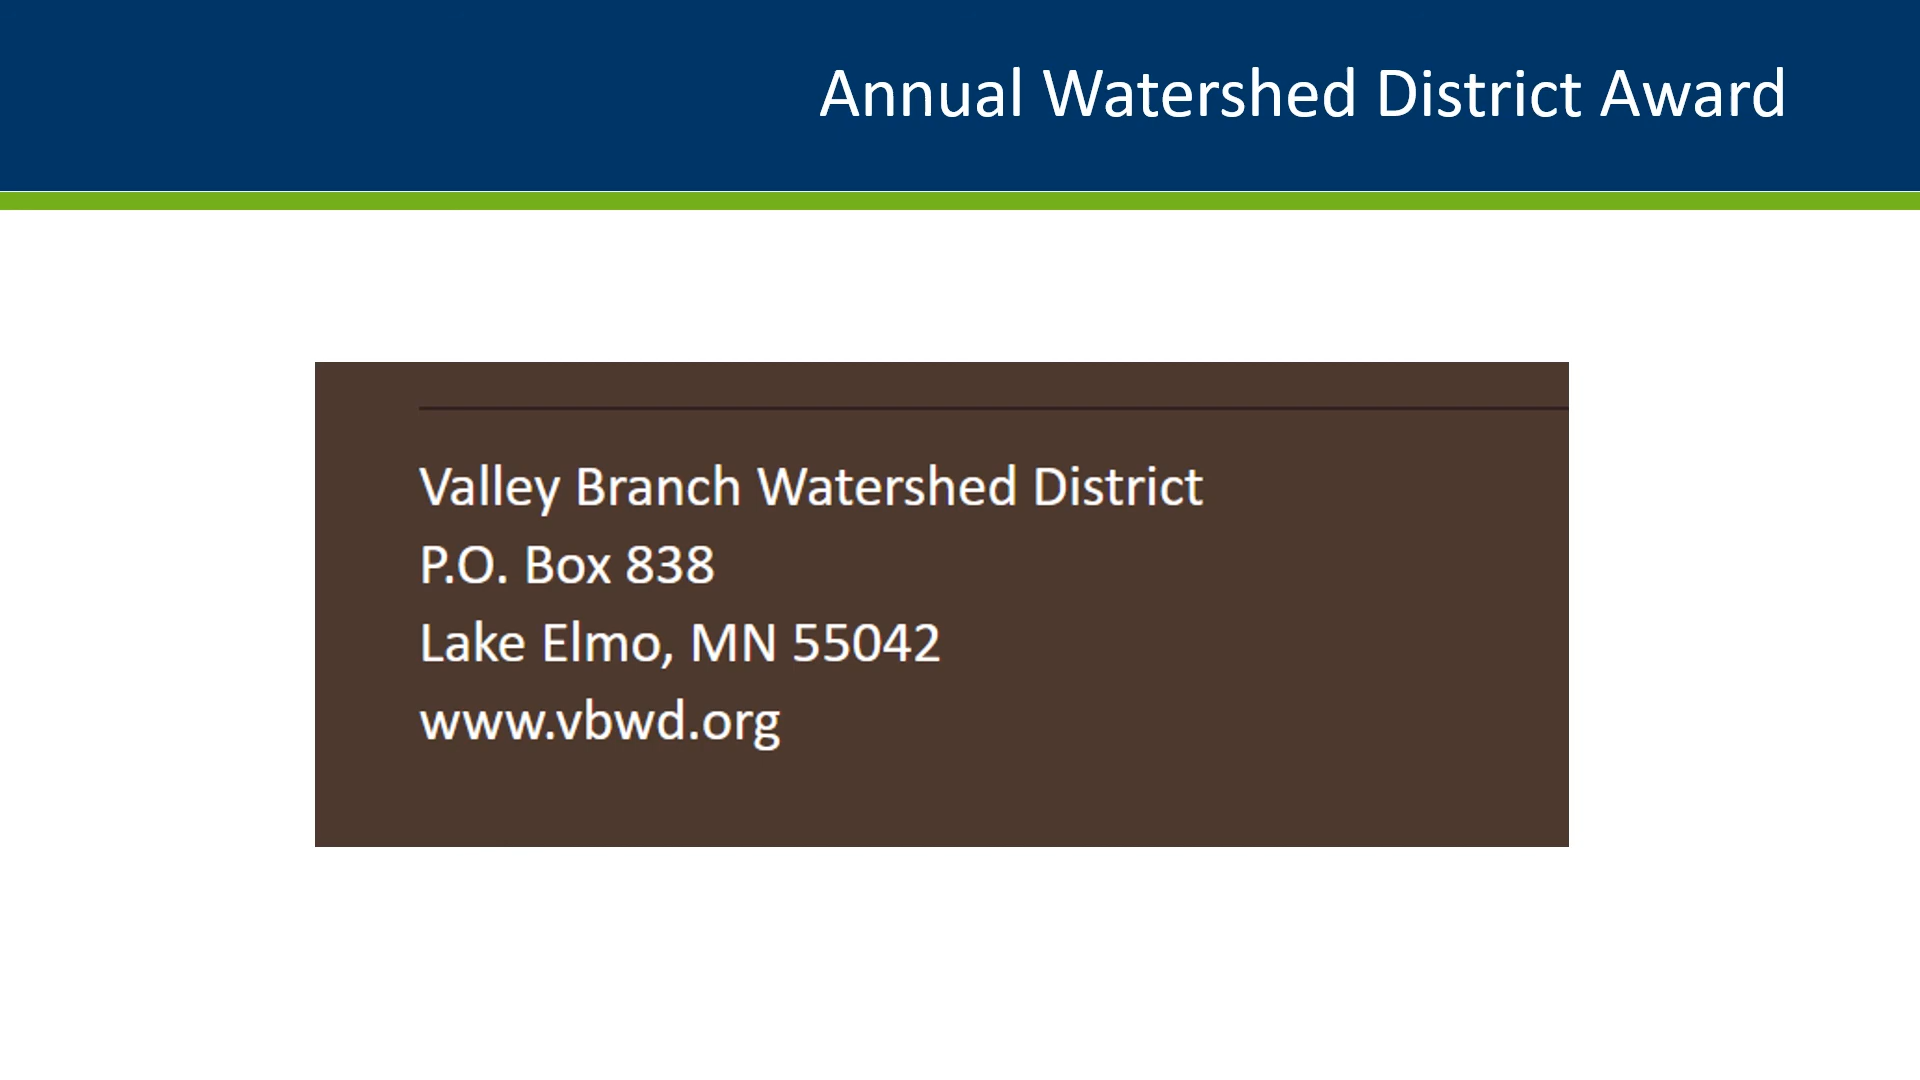 Annual Watershed District Award
Valley Branch Watershed District
P.O. Box 838
Lake Elmo, MN 55042
www.vbwd.org